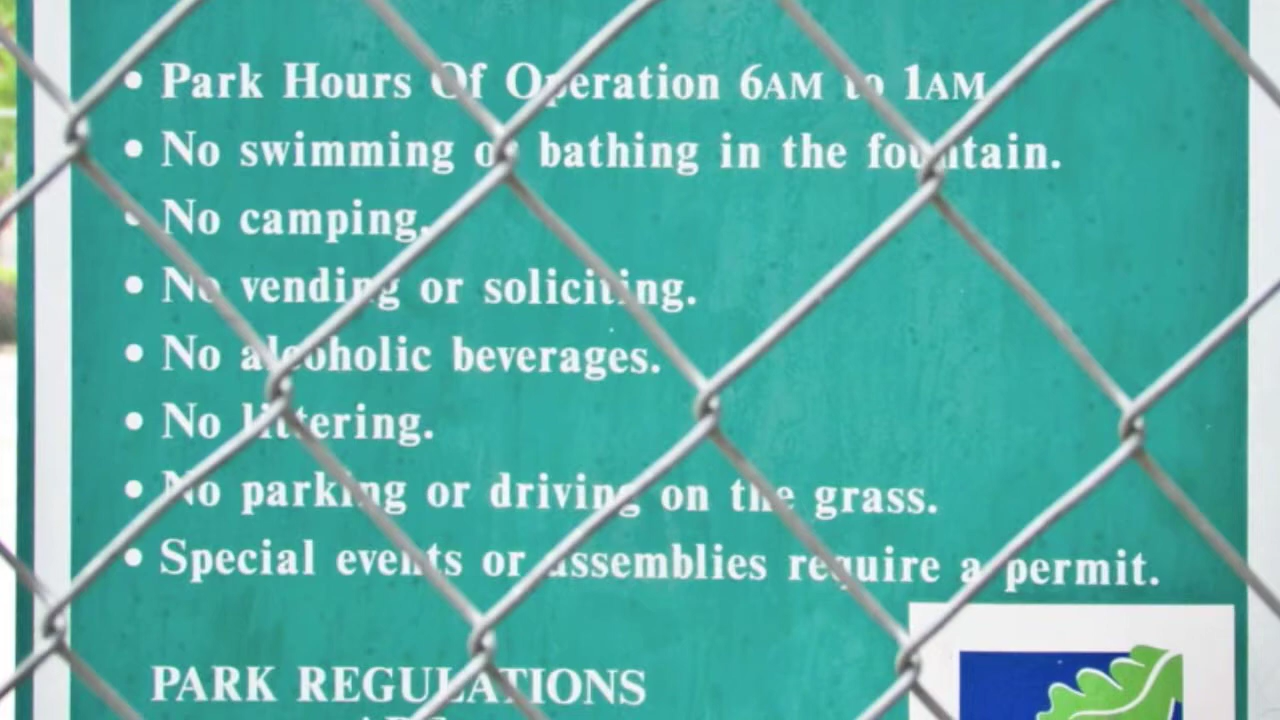 • Park Hours Of Operation 6AM to 1AM
• No swimming or bathing in the fountain.
• No camping.
• No vending or soliciting.
• No alcoholic beverages.
• No littering.
• No parking or driving on the grass.
• Special events or assemblies require a permit.
PARK REGULATIONS